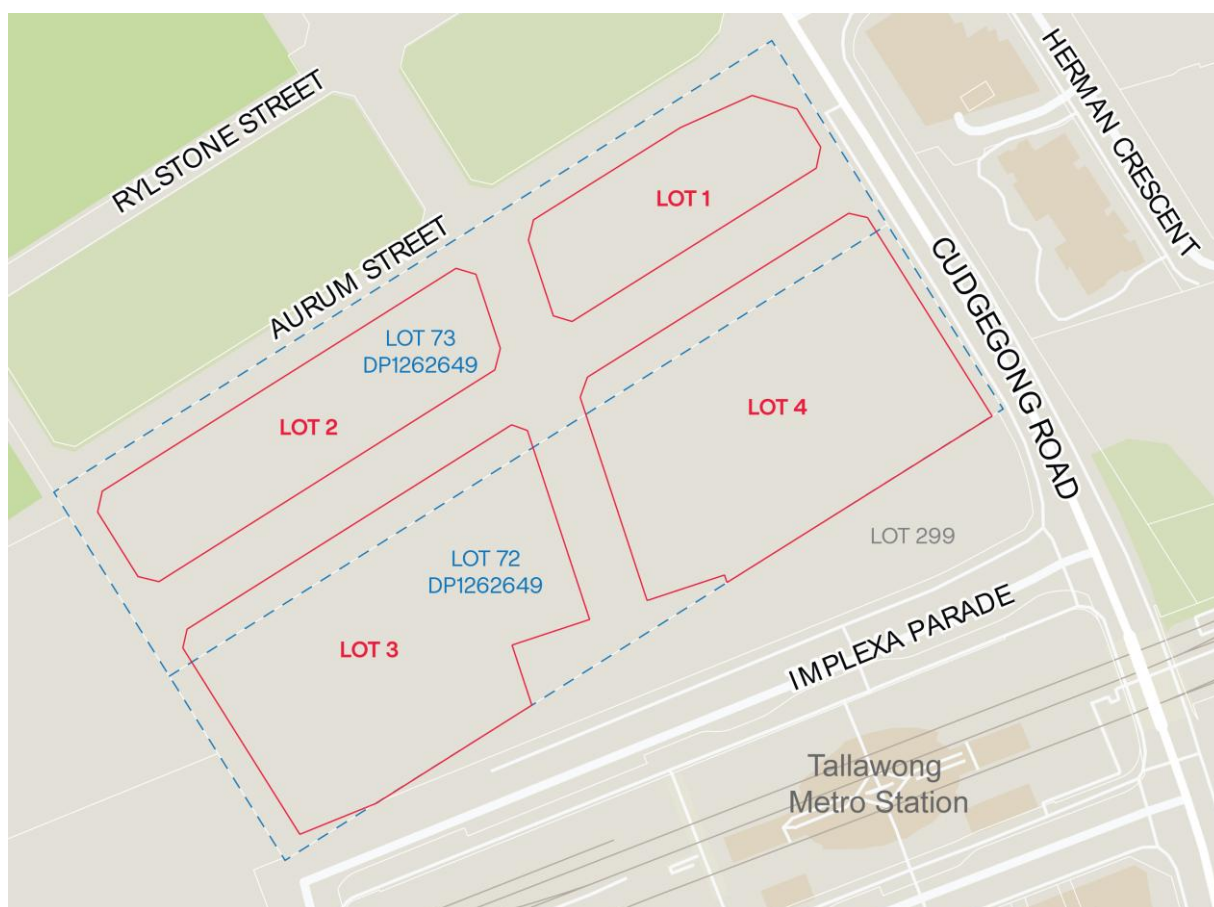 HERMAN CRESCENT
RYLSTONE STREET
LOT 1
AURUM STREET
CUDGEGONG ROAD
LOT 73
DP1262649
LOT 4
LOT 2
LOT 299
LOT 72
DP1262649
IMPLEXA PARADE
LOT 3
Tallawong
Metro Station